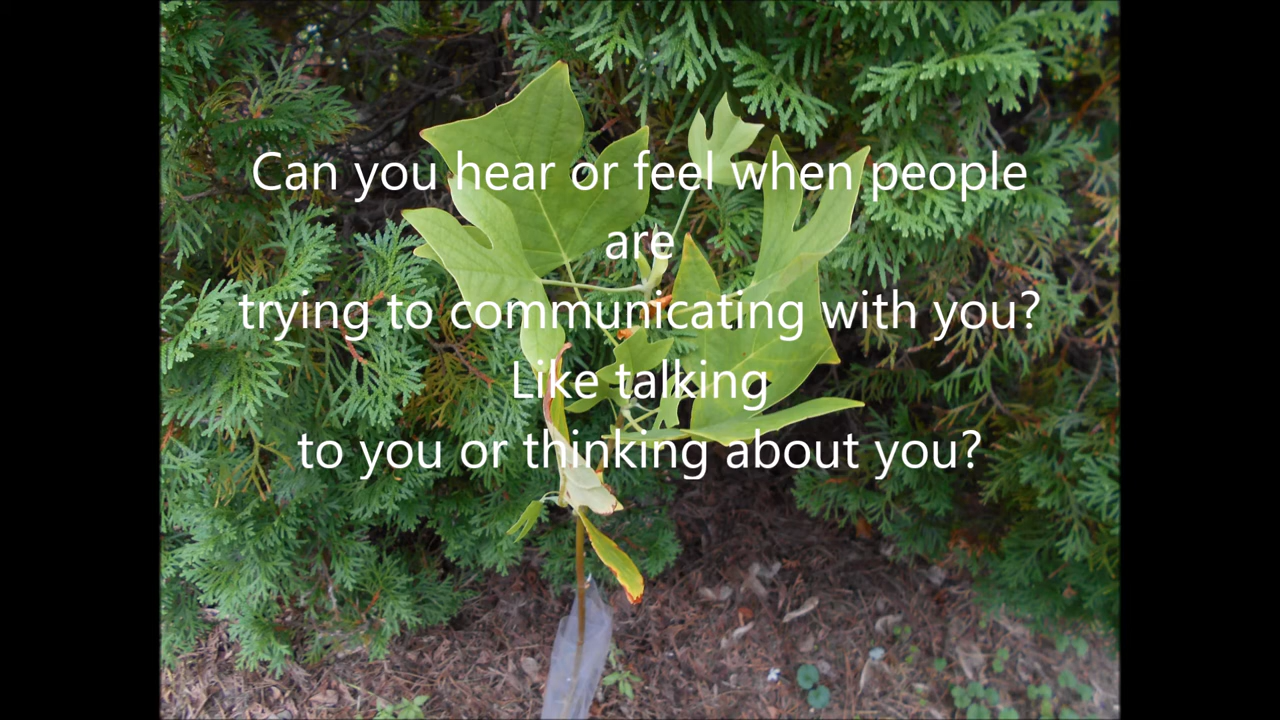 Can you hear or feel when people
are
trying to communicating with you?
Like talking
to you or thinking about you?